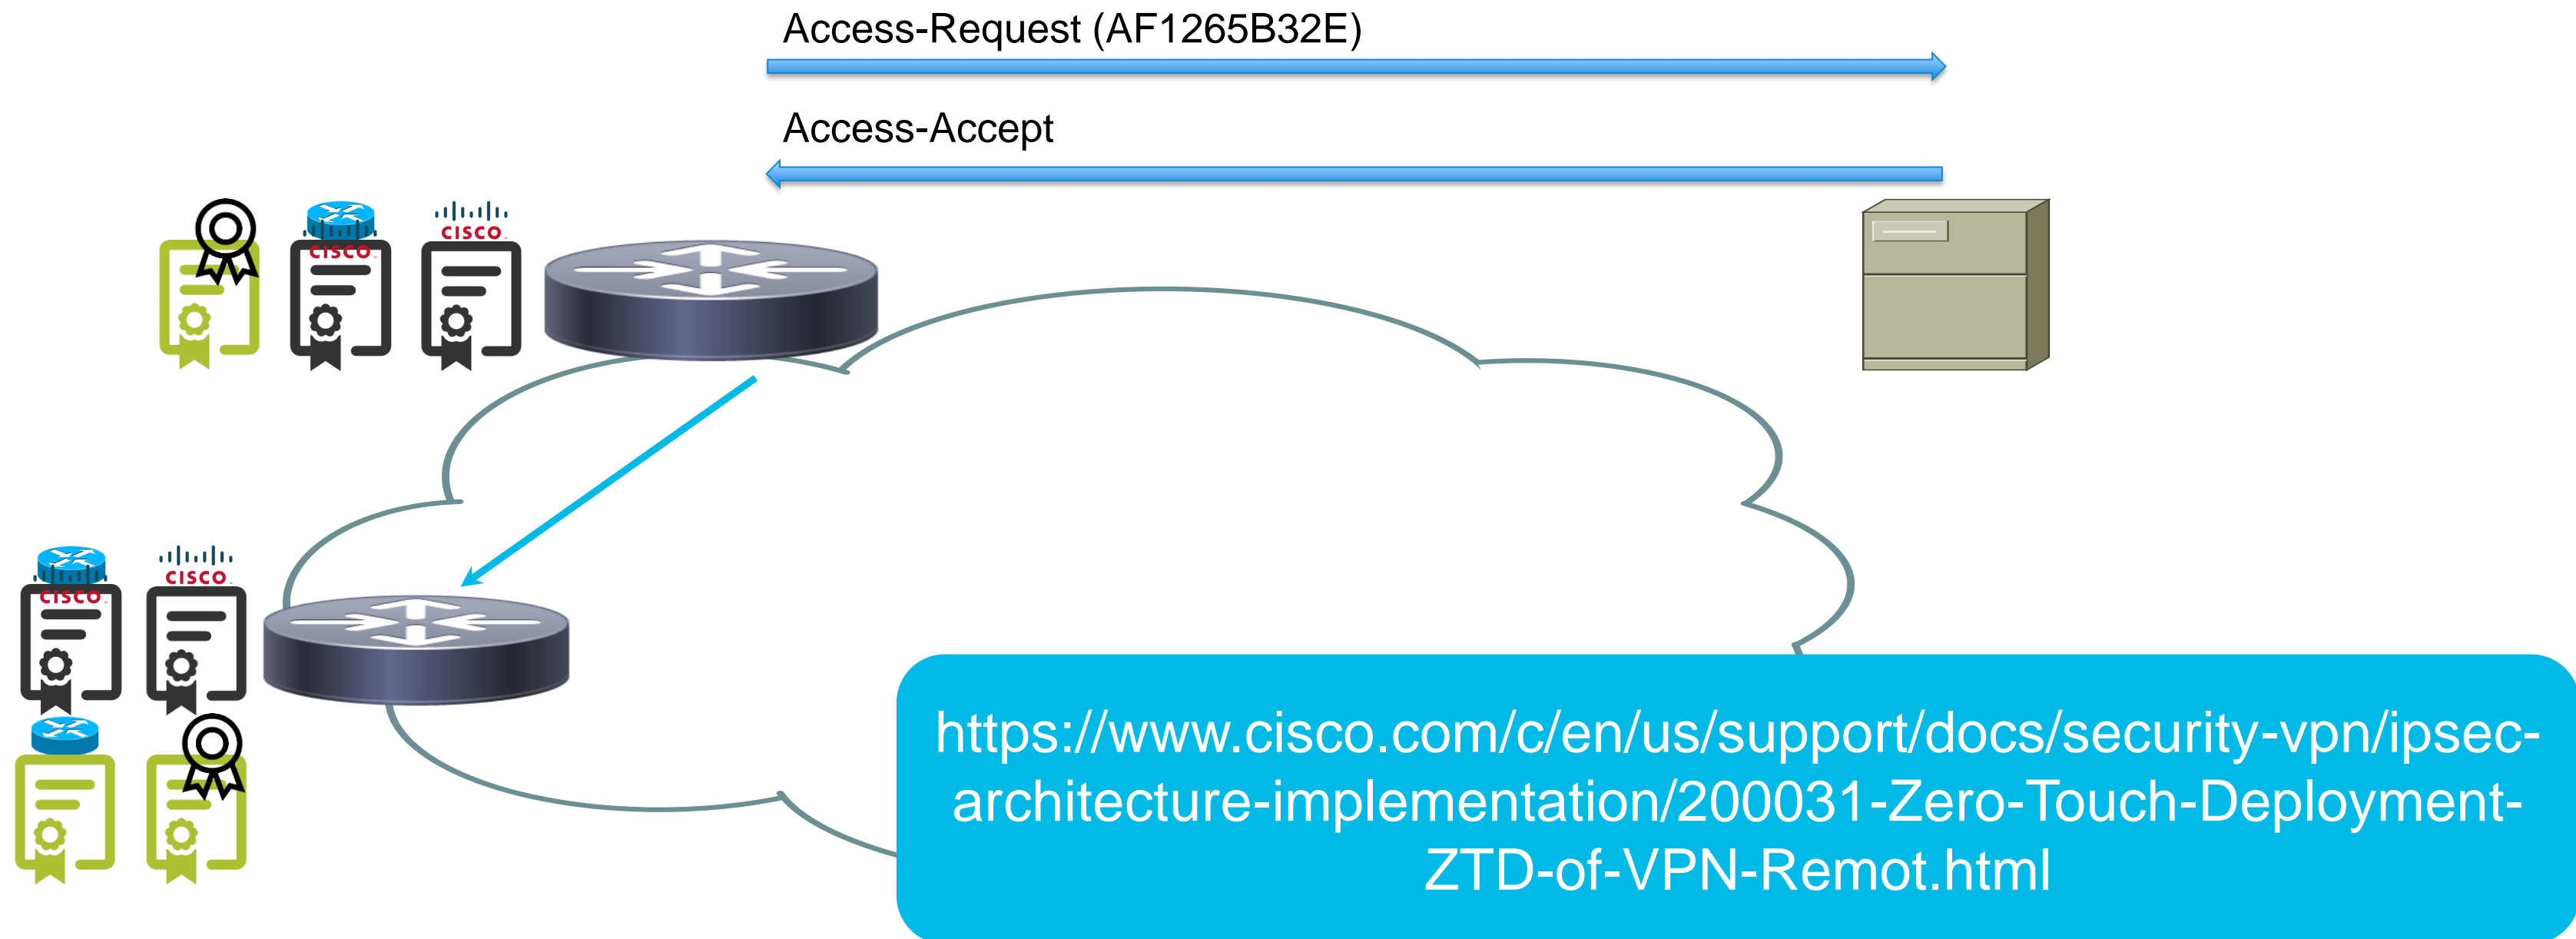 Access-Request (AF1265B32E)
Access-Accept
CISCO
CISCO
CISCO
CISCO
https://www.cisco.com/c/en/us/support/docs/security-vpn/ipsec-
architecture-implementation/200031-Zero-Touch-Deployment-
ZTD-of-VPN-Remot.html